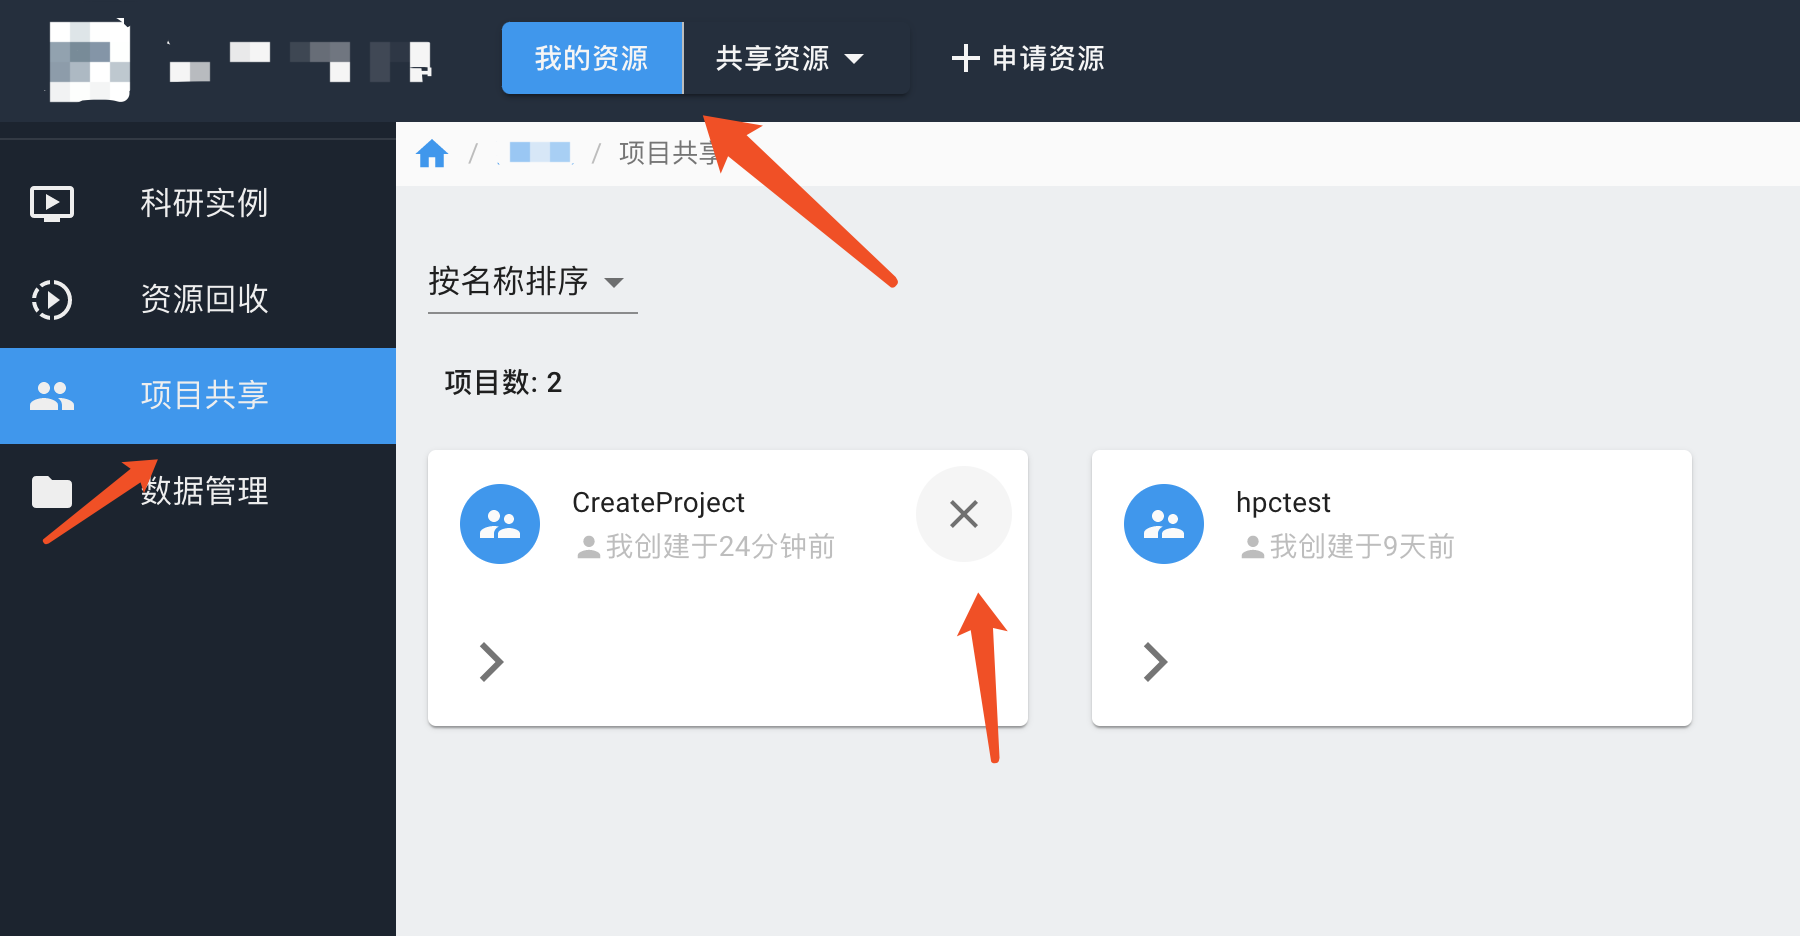 我的资源
共享资源
申请资源
/ / 项目共享
科研实例
资源回收
项目共享
数据管理
按名称排序
项目数: 2
CreateProject
我创建于24分钟前
hpctest
我创建于9天前